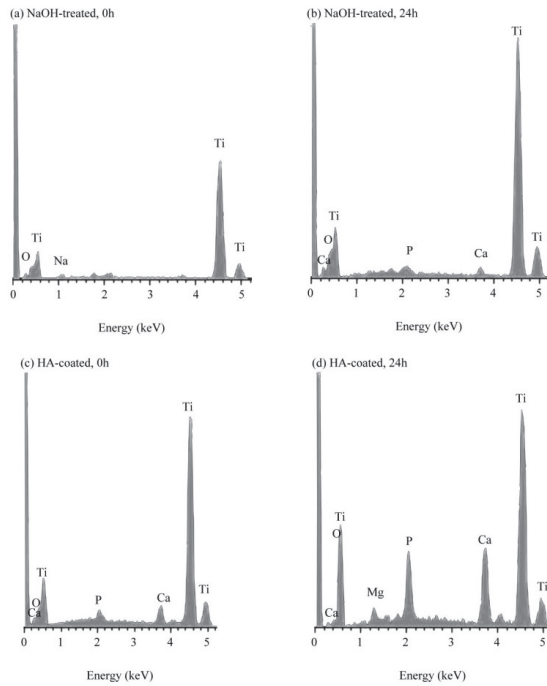 (a) NaOH-treated, 0h
Ti
O
Ti
Na
Ti
0 1 2 3 4 5
Energy (keV)
(b) NaOH-treated, 24h
Ti
Ti
O
Ca
P
Ca
Ti
0 1 2 3 4 5
Energy (keV)
(c) HA-coated, 0h
Ti
Ti
O
Ca
P
Ca
Ti
0 1 2 3 4 5
Energy (keV)
(d) HA-coated, 24h
Ti
Ti
O
P
Ca
Mg
Ca
Ti
0 1 2 3 4 5
Energy (keV)